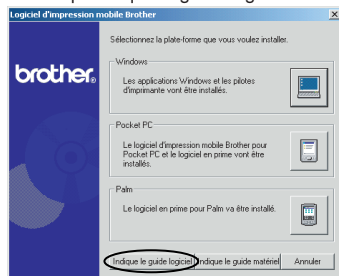 Logiciel d'impression mobile Brother
Sélectionnez la plate-forme que vous voulez installer.
brother®
Windows
Les applications Windows et les pilotes
d'imprimante vont être installés.
Pocket PC
Le logiciel d'impression mobile Brother pour
Pocket PC et le logiciel en prime vont être
installés.
Palm
Le logiciel en prime pour Palm va être installé.
Indique le guide logiciel Indique le guide matériel Annuler